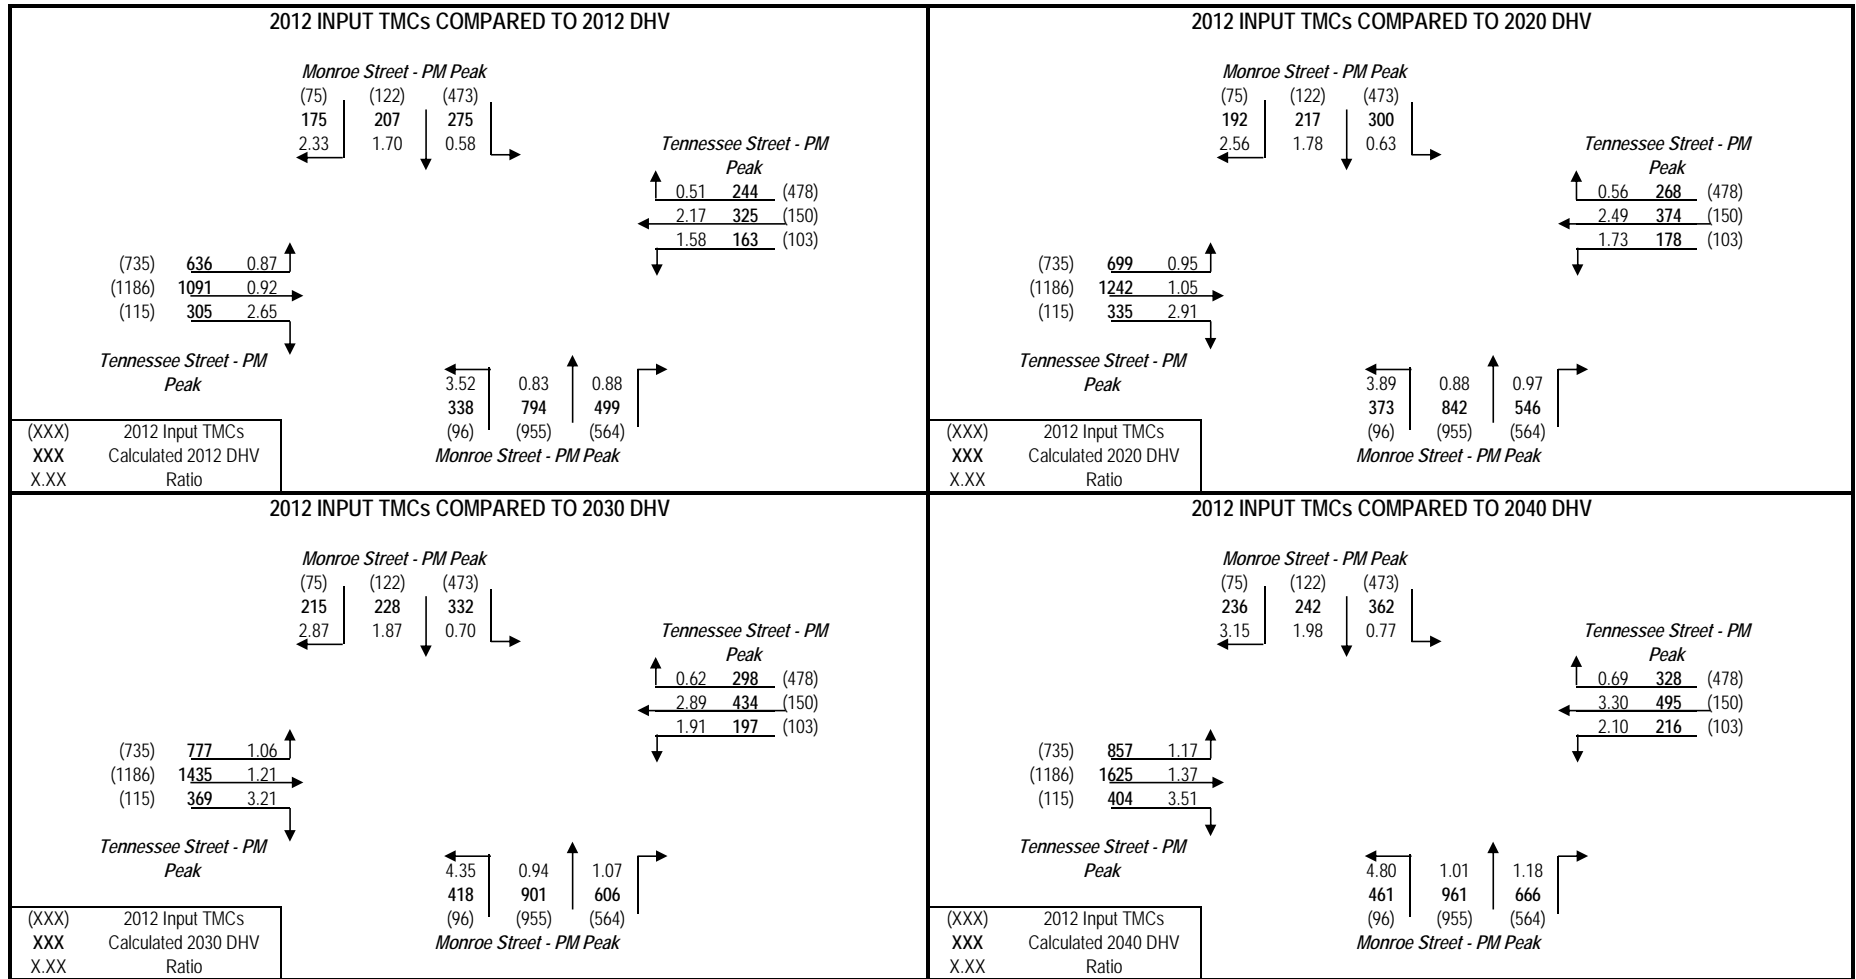 2012 INPUT TMCs COMPARED TO 2012 DHV
Monroe Street - PM Peak
(75) (122) (473)
175 207 275
2.33 1.70 0.58
Tennessee Street - PM
Peak
0.51 244 (478)
2.17 325 (150)
1.58 163 (103)
(735) 636 0.87
(1186) 1091 0.92
(115) 305 2.65
Tennessee Street - PM
Peak
3.52 0.83 0.88
338 794 499
(96) (955) (564)
Monroe Street - PM Peak
(XXX) 2012 Input TMCs
XXX Calculated 2012 DHV
X.XX Ratio
2012 INPUT TMCs COMPARED TO 2020 DHV
Monroe Street - PM Peak
(75) (122) (473)
192 217 300
2.56 1.78 0.63
Tennessee Street - PM
Peak
0.56 268 (478)
2.49 374 (150)
1.73 178 (103)
(735) 699 0.95
(1186) 1242 1.05
(115) 335 2.91
Tennessee Street - PM
Peak
3.89 0.88 0.97
373 842 546
(96) (955) (564)
Monroe Street - PM Peak
(XXX) 2012 Input TMCs
XXX Calculated 2020 DHV
X.XX Ratio
2012 INPUT TMCs COMPARED TO 2030 DHV
Monroe Street - PM Peak
(75) (122) (473)
215 228 332
2.87 1.87 0.70
Tennessee Street - PM
Peak
0.62 298 (478)
2.89 434 (150)
1.91 197 (103)
(735) 777 1.06
(1186) 1435 1.21
(115) 369 3.21
Tennessee Street - PM
Peak
4.35 0.94 1.07
418 901 606
(96) (955) (564)
Monroe Street - PM Peak
(XXX) 2012 Input TMCs
XXX Calculated 2030 DHV
X.XX Ratio
2012 INPUT TMCs COMPARED TO 2040 DHV
Monroe Street - PM Peak
(75) (122) (473)
236 242 362
3.15 1.98 0.77
Tennessee Street - PM
Peak
0.69 328 (478)
3.30 495 (150)
2.10 216 (103)
(735) 857 1.17
(1186) 1625 1.37
(115) 404 3.51
Tennessee Street - PM
Peak
4.80 1.01 1.18
461 961 666
(96) (955) (564)
Monroe Street - PM Peak
(XXX) 2012 Input TMCs
XXX Calculated 2040 DHV
X.XX Ratio